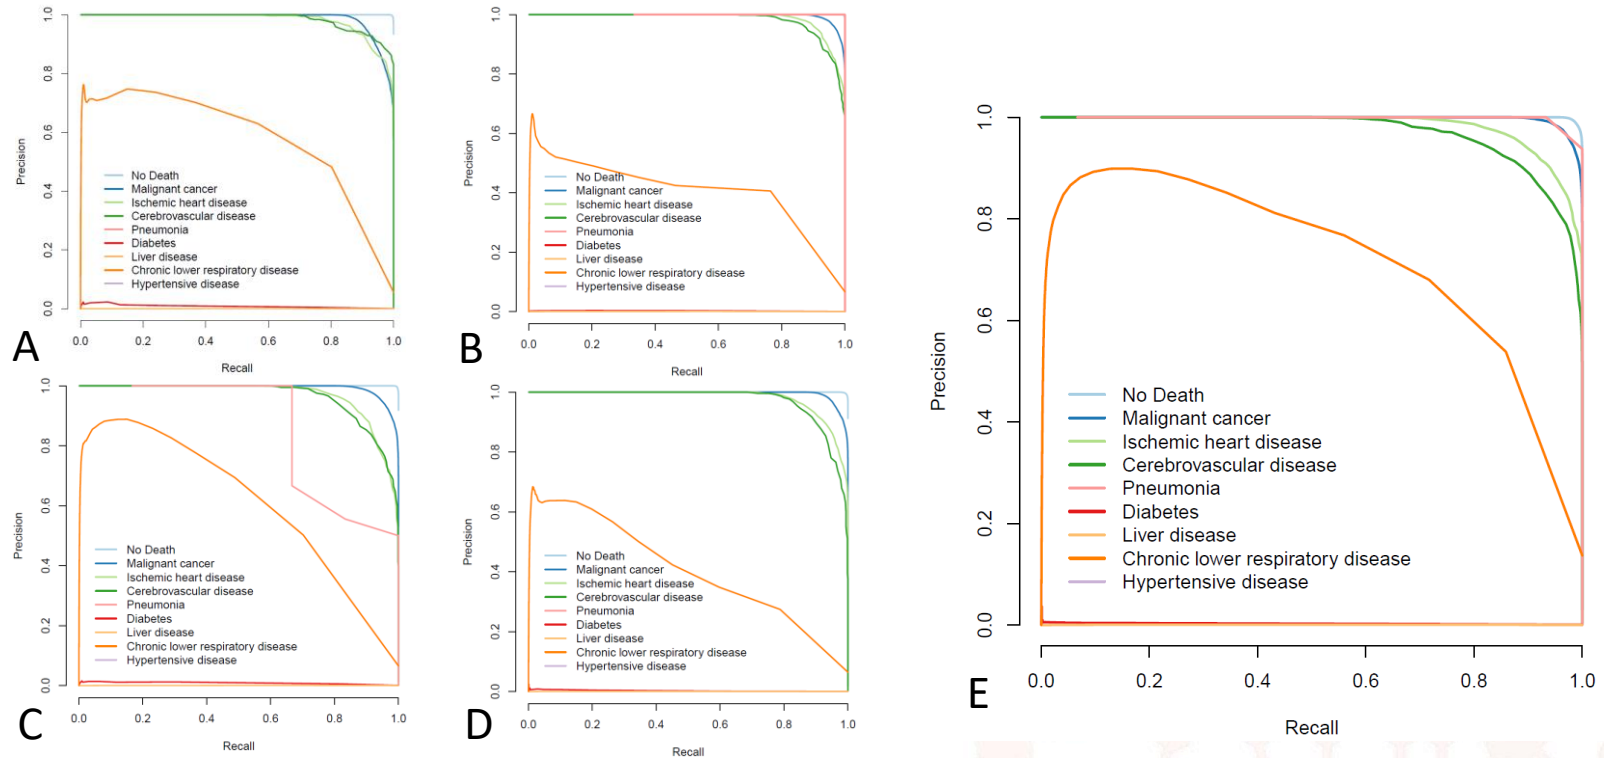 1.0
0.8
0.6
0.4
0.2
0.0
Precision
No Death
Malignant cancer
Ischemic heart disease
Cerebrovascular disease
Pneumonia
Diabetes
Liver disease
Chronic lower respiratory disease
Hypertensive disease
0.0 0.2 0.4 0.6 0.8 1.0
Recall
A
1.0
0.8
0.6
0.4
0.2
0.0
Precision
No Death
Malignant cancer
Ischemic heart disease
Cerebrovascular disease
Pneumonia
Diabetes
Liver disease
Chronic lower respiratory disease
Hypertensive disease
0.0 0.2 0.4 0.6 0.8 1.0
Recall
B
1.0
0.8
0.6
0.4
0.2
0.0
Precision
No Death
Malignant cancer
Ischemic heart disease
Cerebrovascular disease
Pneumonia
Diabetes
Liver disease
Chronic lower respiratory disease
Hypertensive disease
0.0 0.2 0.4 0.6 0.8 1.0
Recall
C
1.0
0.8
0.6
0.4
0.2
0.0
Precision
No Death
Malignant cancer
Ischemic heart disease
Cerebrovascular disease
Pneumonia
Diabetes
Liver disease
Chronic lower respiratory disease
Hypertensive disease
0.0 0.2 0.4 0.6 0.8 1.0
Recall
D
1.0
0.8
0.6
0.4
0.2
0.0
Precision
No Death
Malignant cancer
Ischemic heart disease
Cerebrovascular disease
Pneumonia
Diabetes
Liver disease
Chronic lower respiratory disease
Hypertensive disease
0.0 0.2 0.4 0.6 0.8 1.0
Recall
E